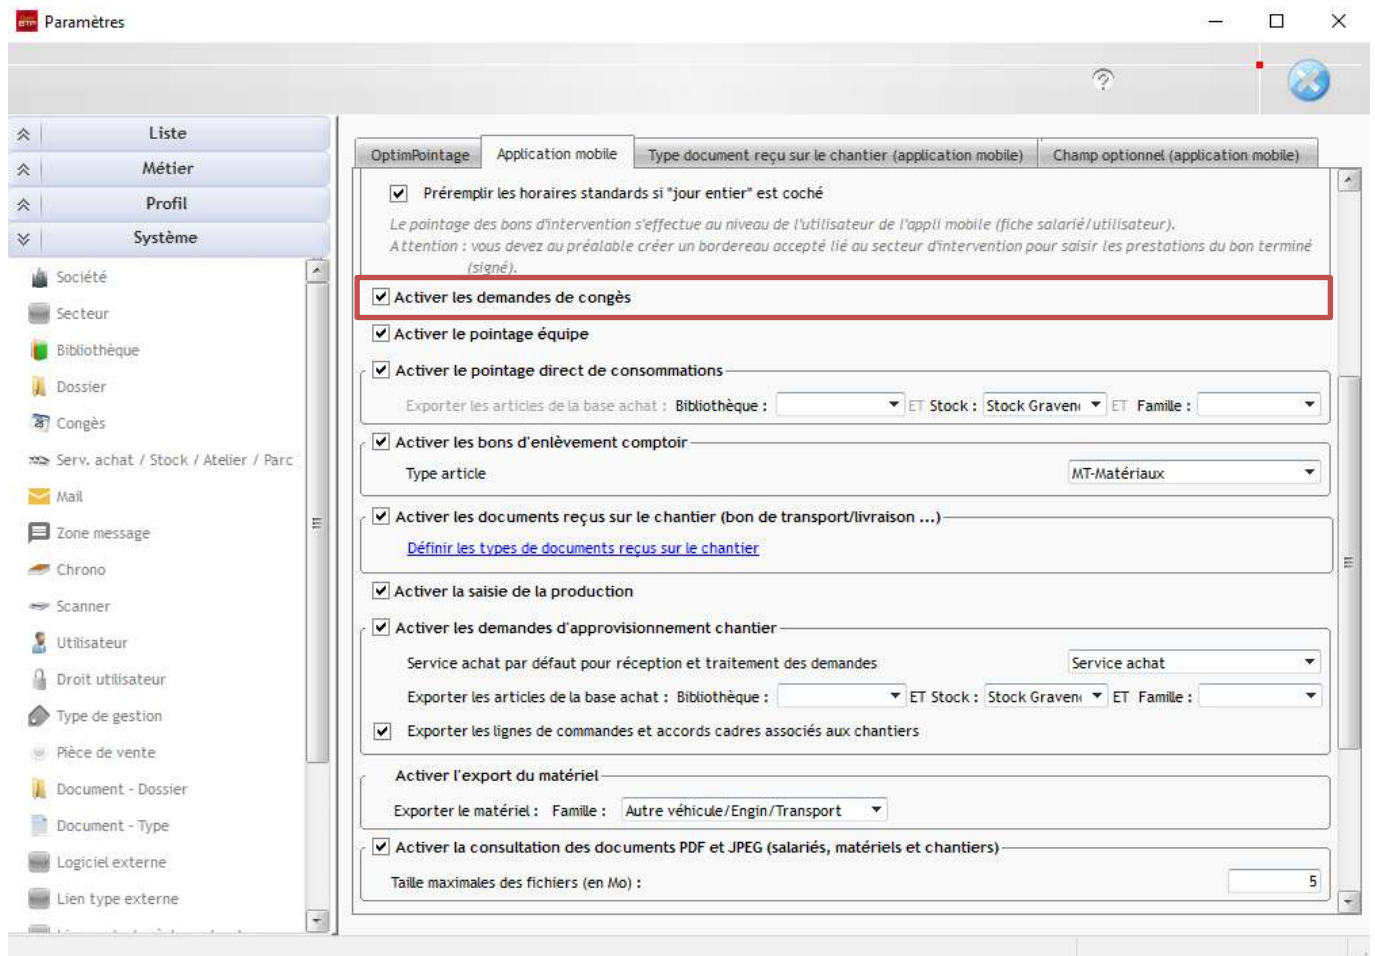 Paramètres
Liste
Métier
Profil
Système
Société
Secteur
Bibliothèque
Dossier
Congès
Serv. achat / Stock / Atelier / Parc
Mail
Zone message
Chrono
Scanner
Utilisateur
Droit utilisateur
Type de gestion
Pièce de vente
Document - Dossier
Document - Type
Logiciel externe
Lien type externe
OptimPointage Application mobile Type document reçu sur le chantier (application mobile) Champ optionnel (application mobile)
Préremplir les horaires standards si "jour entier" est coché
Le pointage des bons d'intervention s'effectue au niveau de l'utilisateur de l'appli mobile (fiche salarié/utilisateur).
Attention : vous devez au préalable créer un bordereau accepté lié au secteur d'intervention pour saisir les prestations du bon terminé
(signé).
Activer les demandes de congès
Activer le pointage équipe
Activer le pointage direct de consommations
Exporter les articles de la base achat : Bibliothèque : ET Stock : Stock Graven ET Famille :
Activer les bons d'enlèvement comptoir
Type article MT-Matériaux
Activer les documents reçus sur le chantier (bon de transport/livraison ...)
Définir les types de documents reçus sur le chantier
Activer la saisie de la production
Activer les demandes d'approvisionnement chantier
Service achat par défaut pour réception et traitement des demandes Service achat
Exporter les articles de la base achat : Bibliothèque : ET Stock : Stock Graven ET Famille :
Exporter les lignes de commandes et accords cadres associés aux chantiers
Activer l'export du matériel
Exporter le matériel : Famille : Autre véhicule/Engin/Transport
Activer la consultation des documents PDF et JPEG (salariés, matériels et chantiers)
Taille maximales des fichiers (en Mo) : 5